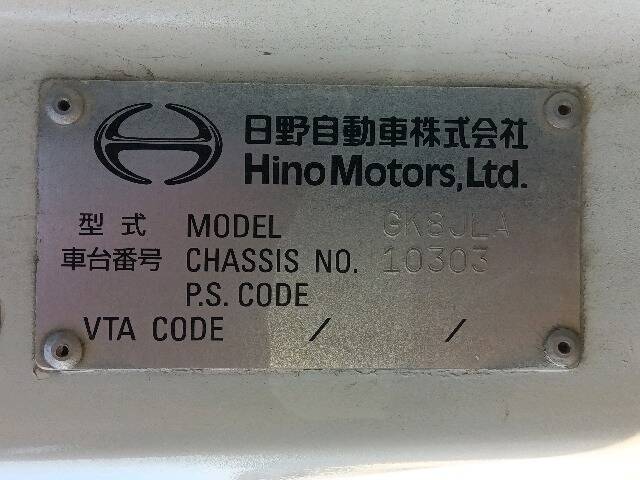 日野自動車株式会社
Hino Motors,Ltd.
型式 MODEL GK8JLA
車台番号 CHASSIS NO. 10303
P.S. CODE
VTA CODE / /